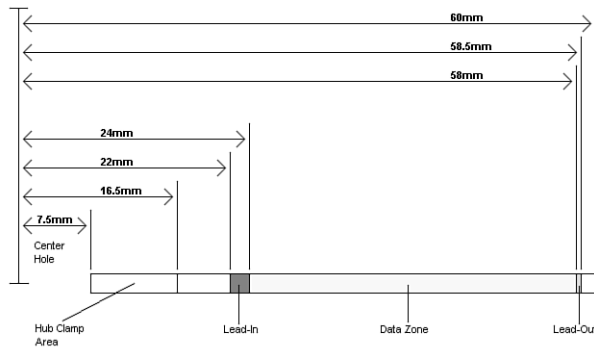 60mm
58.5mm
58mm
24mm
22mm
16.5mm
7.5mm
Center
Hole
Hub Clamp
Area
Lead-In
Data Zone
Lead-Out